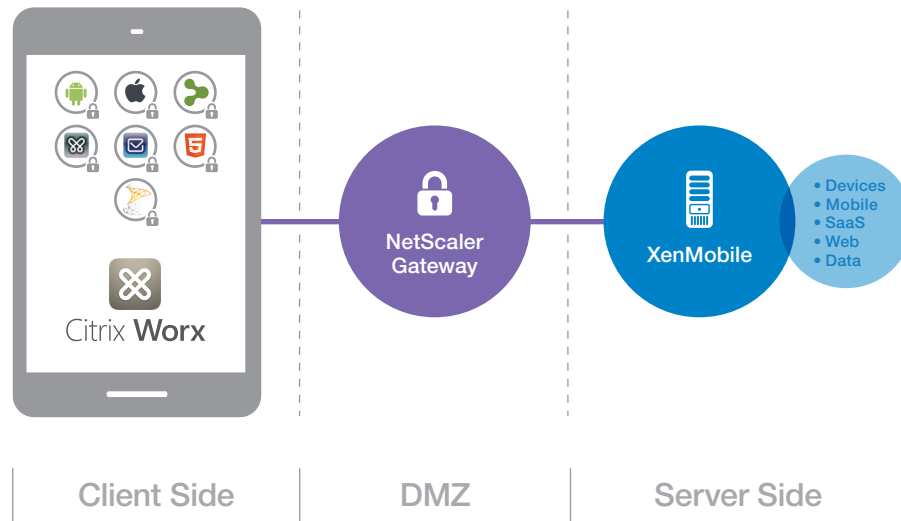 Citrix Worx
NetScaler
Gateway
XenMobile
• Devices
• Mobile
• SaaS
• Web
• Data
Client Side
DMZ
Server Side